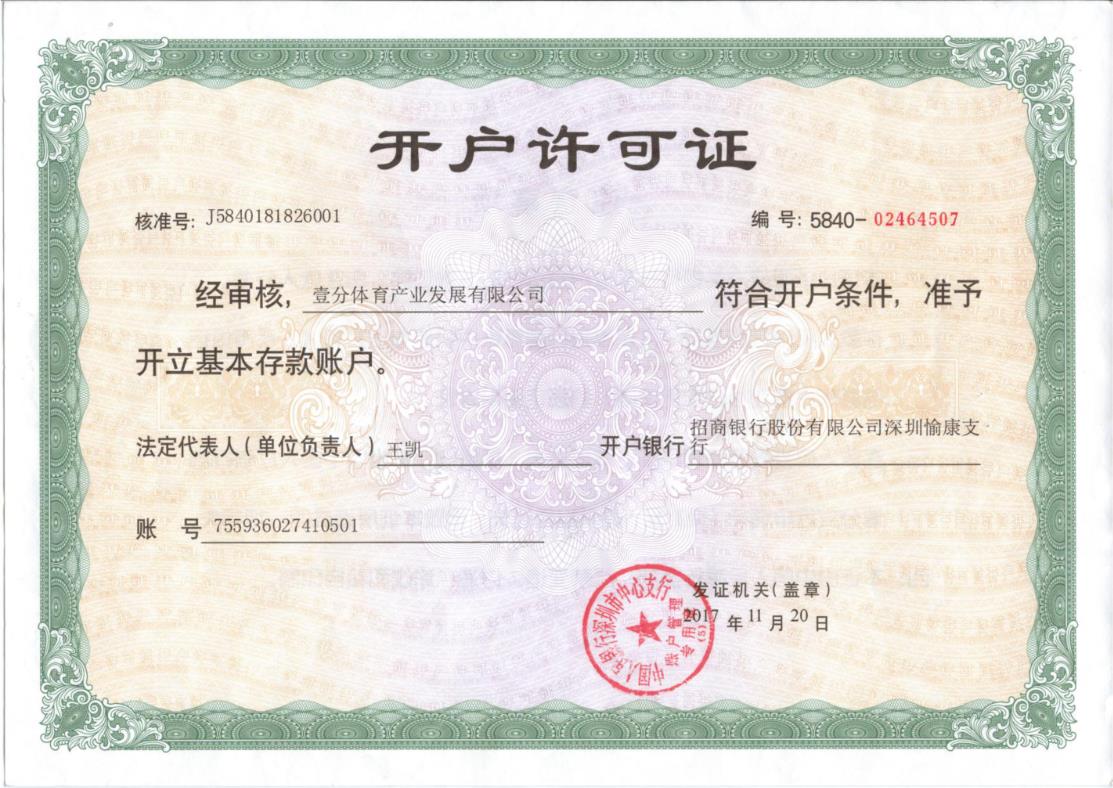 开户许可证
核准号: J5840181826001 编 号: 5840-02464507
经审核, 壹分体育产业发展有限公司 符合开户条件, 准予
开立基本存款账户。
法定代表人(单位负责人) 王凯 开户银行 招商银行股份有限公司深圳愉康支
行
账 号 755936027410501
发证机关(盖章)
2017 年 11 月 20 日
中国人民银行深圳市中心支行
账户管理
专用章
(5)